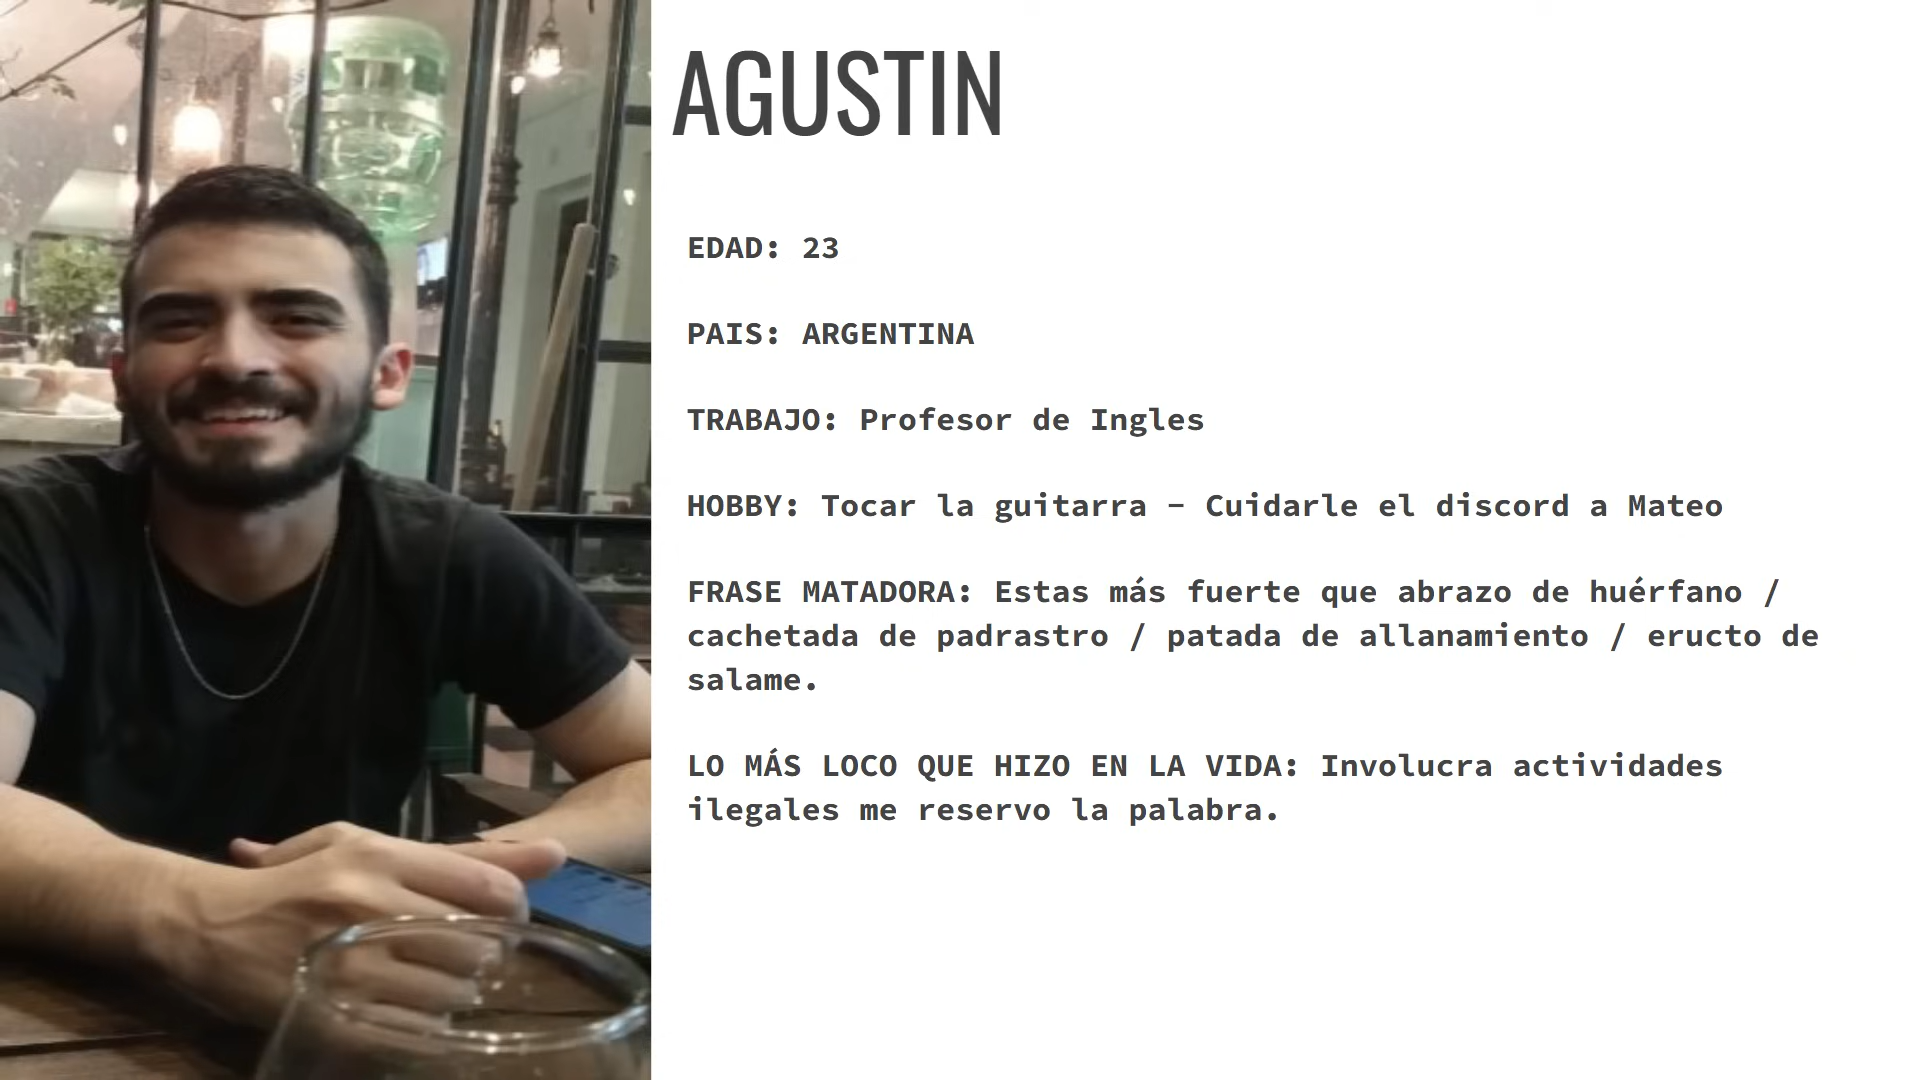 AGUSTIN
EDAD: 23
PAIS: ARGENTINA
TRABAJO: Profesor de Ingles
HOBBY: Tocar la guitarra - Cuidarle el discord a Mateo
FRASE MATADORA: Estas más fuerte que abrazo de huérfano /
cachetada de padrastro / patada de allanamiento / eructo de
salame.
LO MÁS LOCO QUE HIZO EN LA VIDA: Involucra actividades
ilegales me reservo la palabra.